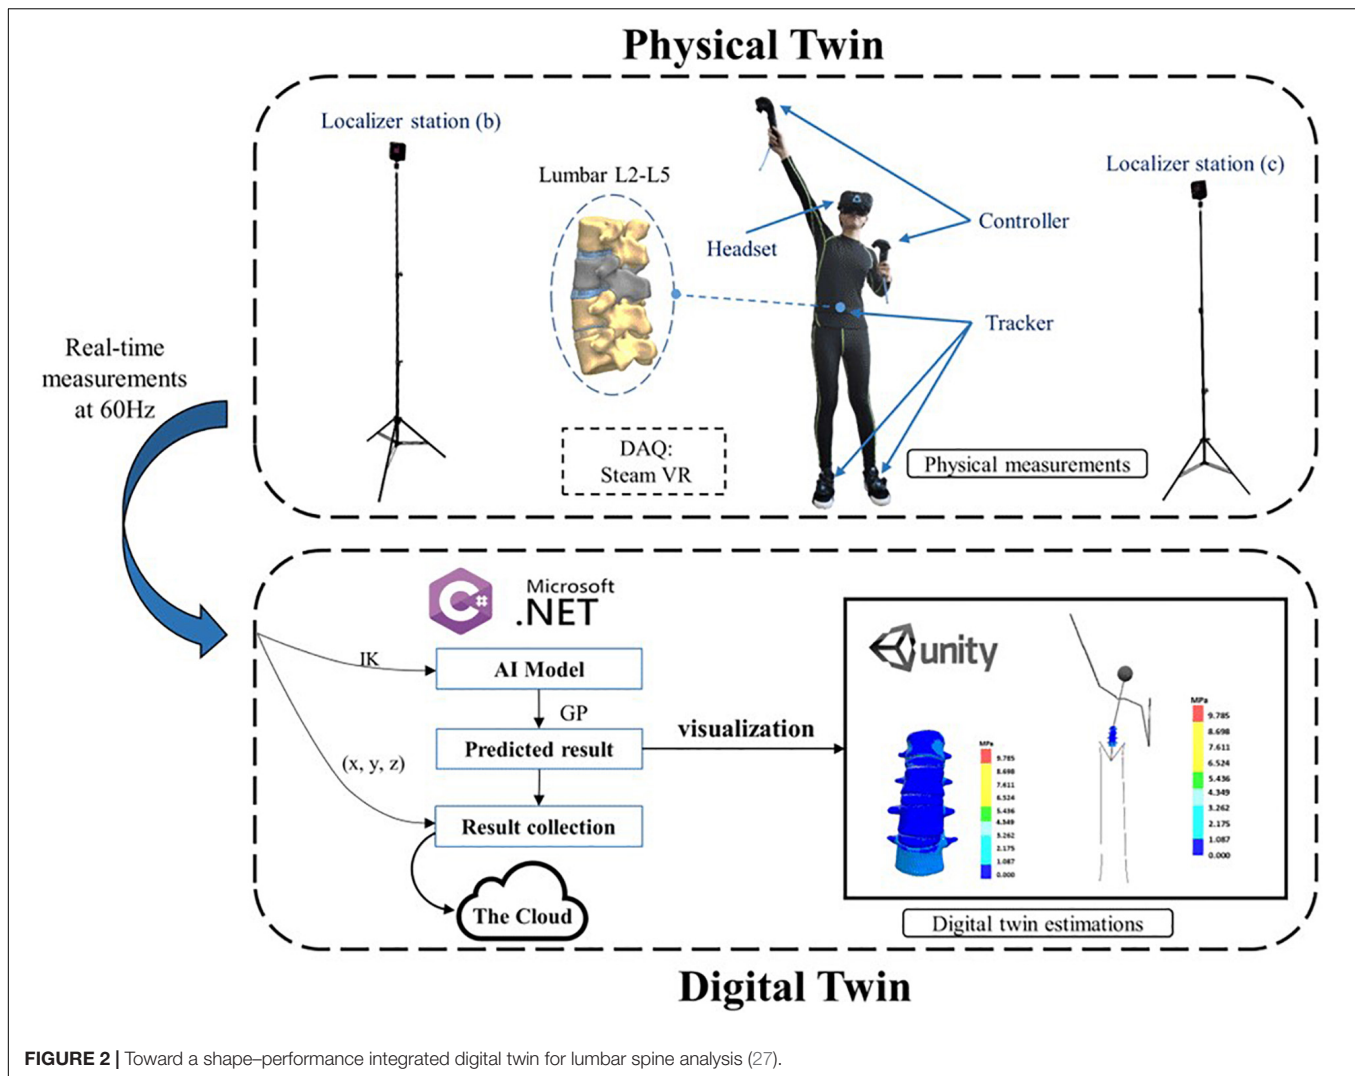 Physical Twin
Localizer station (b)
Lumbar L2-L5
Headset
Controller
Localizer station (c)
Tracker
DAQ:
Steam VR
Physical measurements
Real-time
measurements
at 60Hz
C#
Microsoft
.NET
IK
AI Model
GP
Predicted result
(x, y, z)
Result collection
The Cloud
visualization
unity
MPa
9.785
8.698
7.611
6.524
5.436
4.349
3.262
2.175
1.087
0.000
MPa
9.785
8.698
7.611
6.524
5.436
4.349
3.262
2.175
1.087
0.000
Digital twin estimations
Digital Twin
FIGURE 2 | Toward a shape–performance integrated digital twin for lumbar spine analysis (27).